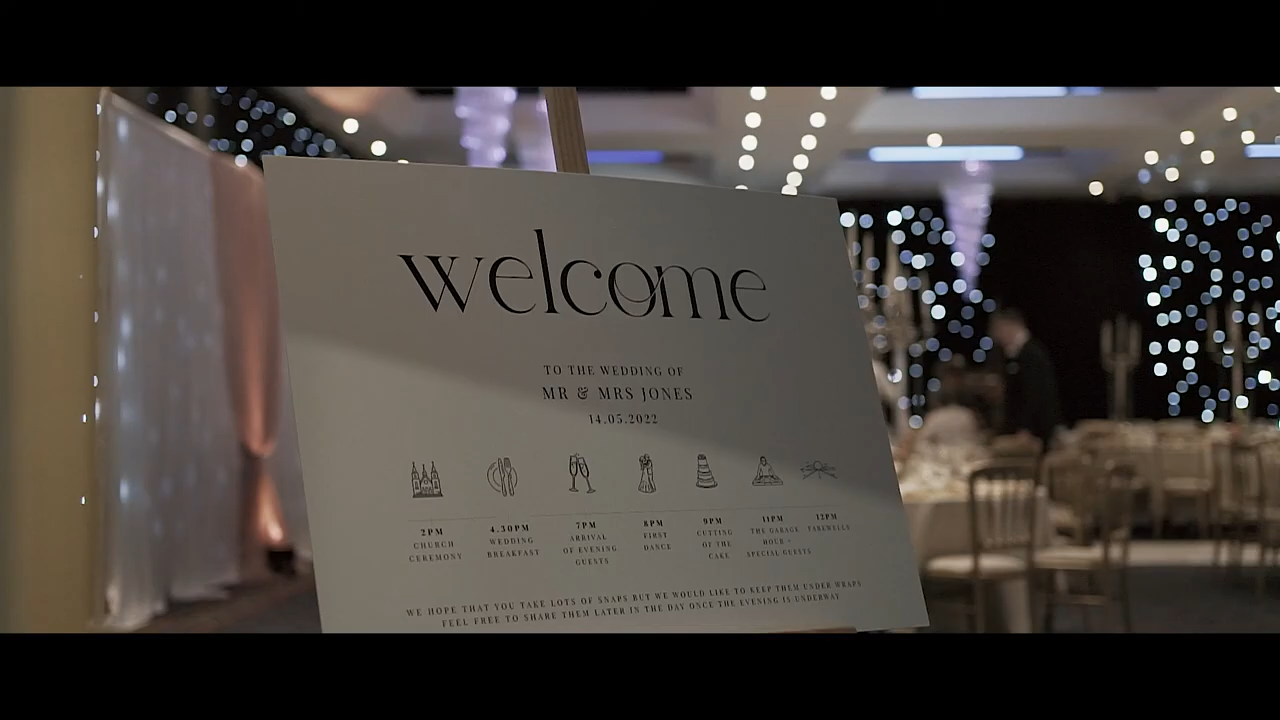 welcome
TO THE WEDDING OF
MR & MRS JONES
14.05.2022
2PM
CHURCH
CEREMONY
4.30PM
WEDDING
BREAKFAST
7PM
ARRIVAL
OF EVENING
GUESTS
8PM
FIRST
DANCE
9PM
CUTTING
OF THE
CAKE
11PM
THE GARAGE
HOUR -
SPECIAL GUESTS
12PM
FAREWELLS
WE HOPE THAT YOU TAKE LOTS OF SNAPS BUT WE WOULD LIKE TO KEEP THEM UNDER WRAPS
FEEL FREE TO SHARE THEM LATER IN THE DAY ONCE THE EVENING IS UNDERWAY